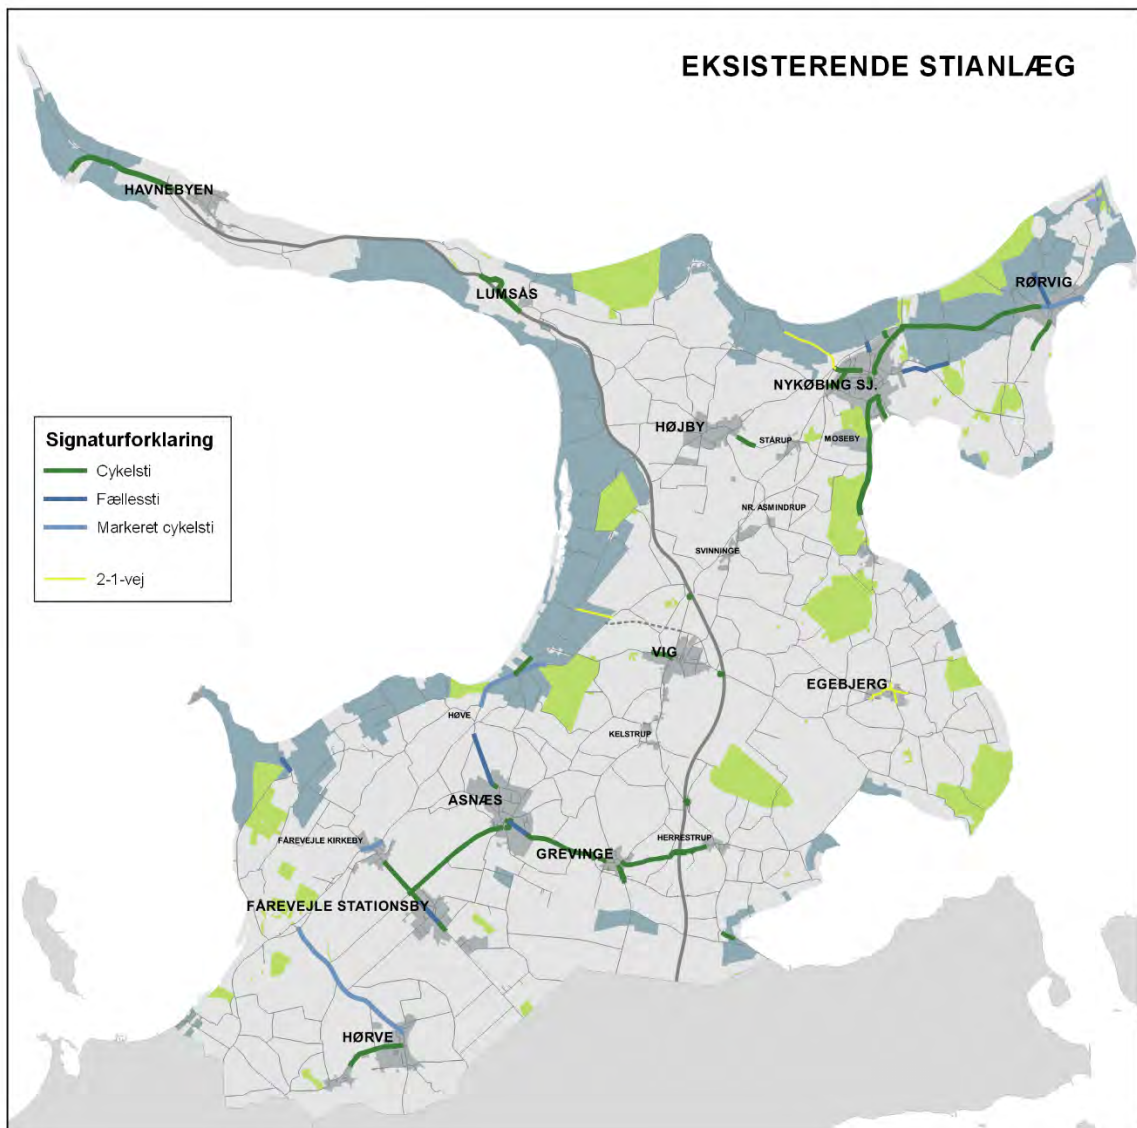 EKSISTERENDE STIANLÆG
HAVNEBYEN
RØRVIG
LUMSÅS
NYKØBING SJ.
HØJBY
STÅRUP
MOSEBY
Signaturforklaring
Cykelsti
Fællessti
Markeret cykelsti
2-1-vej
NR. ASMINDRUP
SVINNINGE
VIG
EGEBJERG
HØVE
KELSTRUP
ASNÆS
FÅREVEJLE KIRKEBY
HERRESTRUP
GREVINGE
FÅREVEJLE STATIONSBY
HØRVE